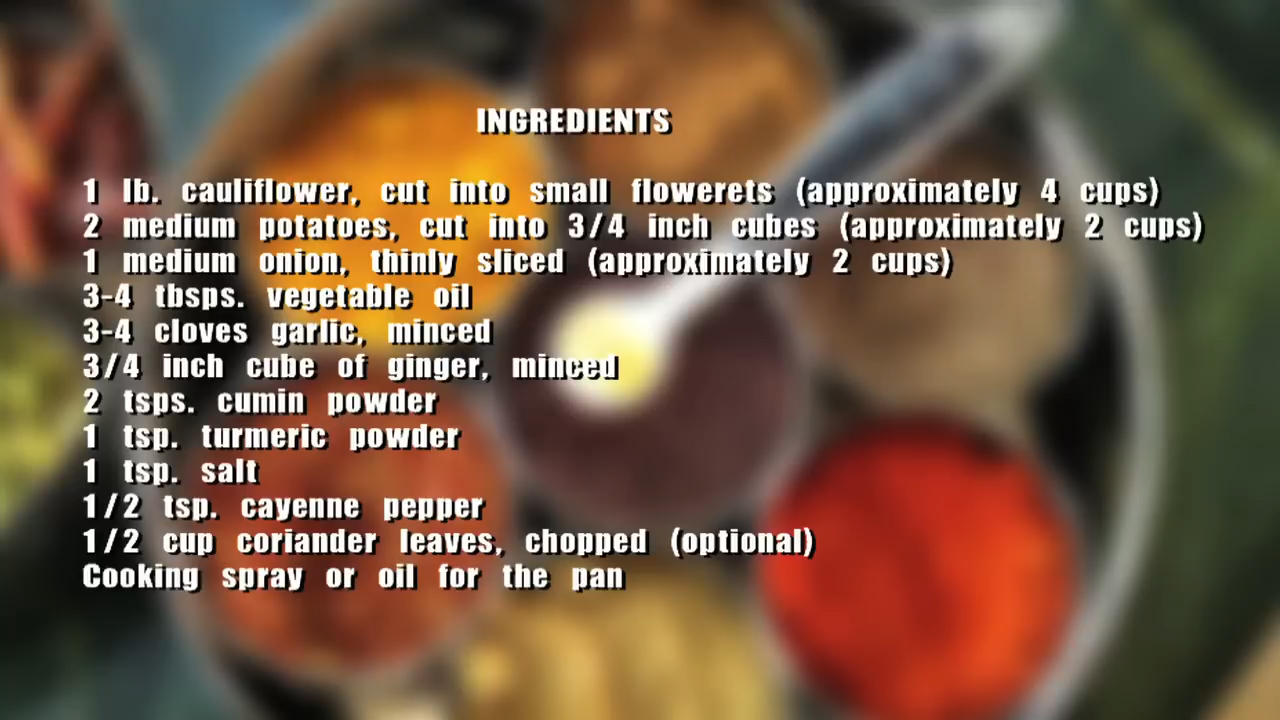 INGREDIENTS
1 lb. cauliflower, cut into small flowerets (approximately 4 cups)
2 medium potatoes, cut into 3/4 inch cubes (approximately 2 cups)
1 medium onion, thinly sliced (approximately 2 cups)
3-4 tbsps. vegetable oil
3-4 cloves garlic, minced
3/4 inch cube of ginger, minced
2 tsps. cumin powder
1 tsp. turmeric powder
1 tsp. salt
1/2 tsp. cayenne pepper
1/2 cup coriander leaves, chopped (optional)
Cooking spray or oil for the pan